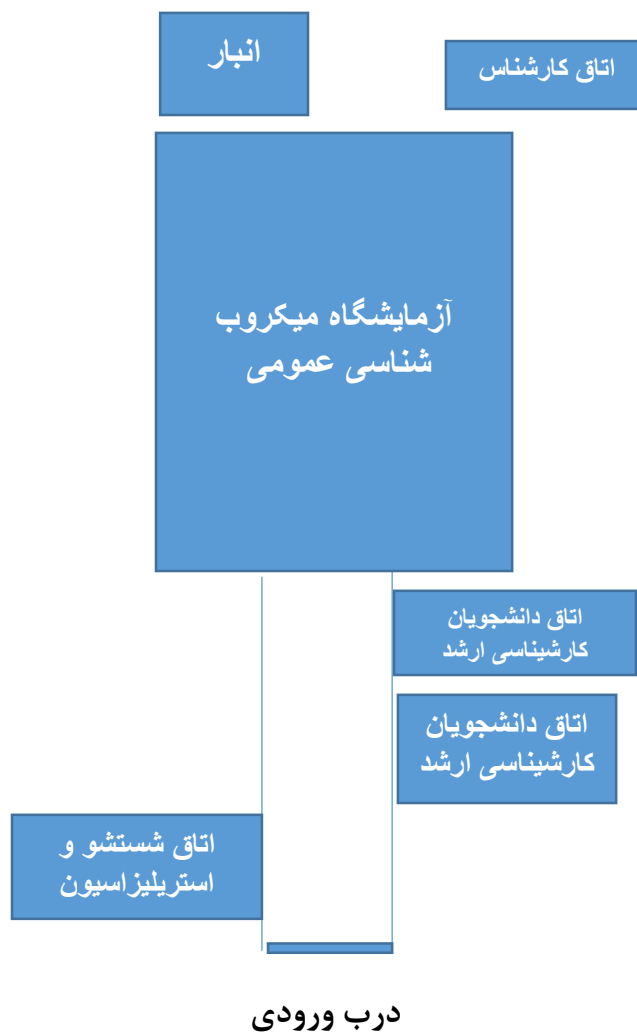 انبار
اتاق کارشناس
آزمایشگاه میکروب
شناسی عمومی
اتاق دانشجویان
کارشیناسی ارشد
اتاق دانشجویان
کارشیناسی ارشد
اتاق شستشو و
استریلیزاسیون
درب ورودی